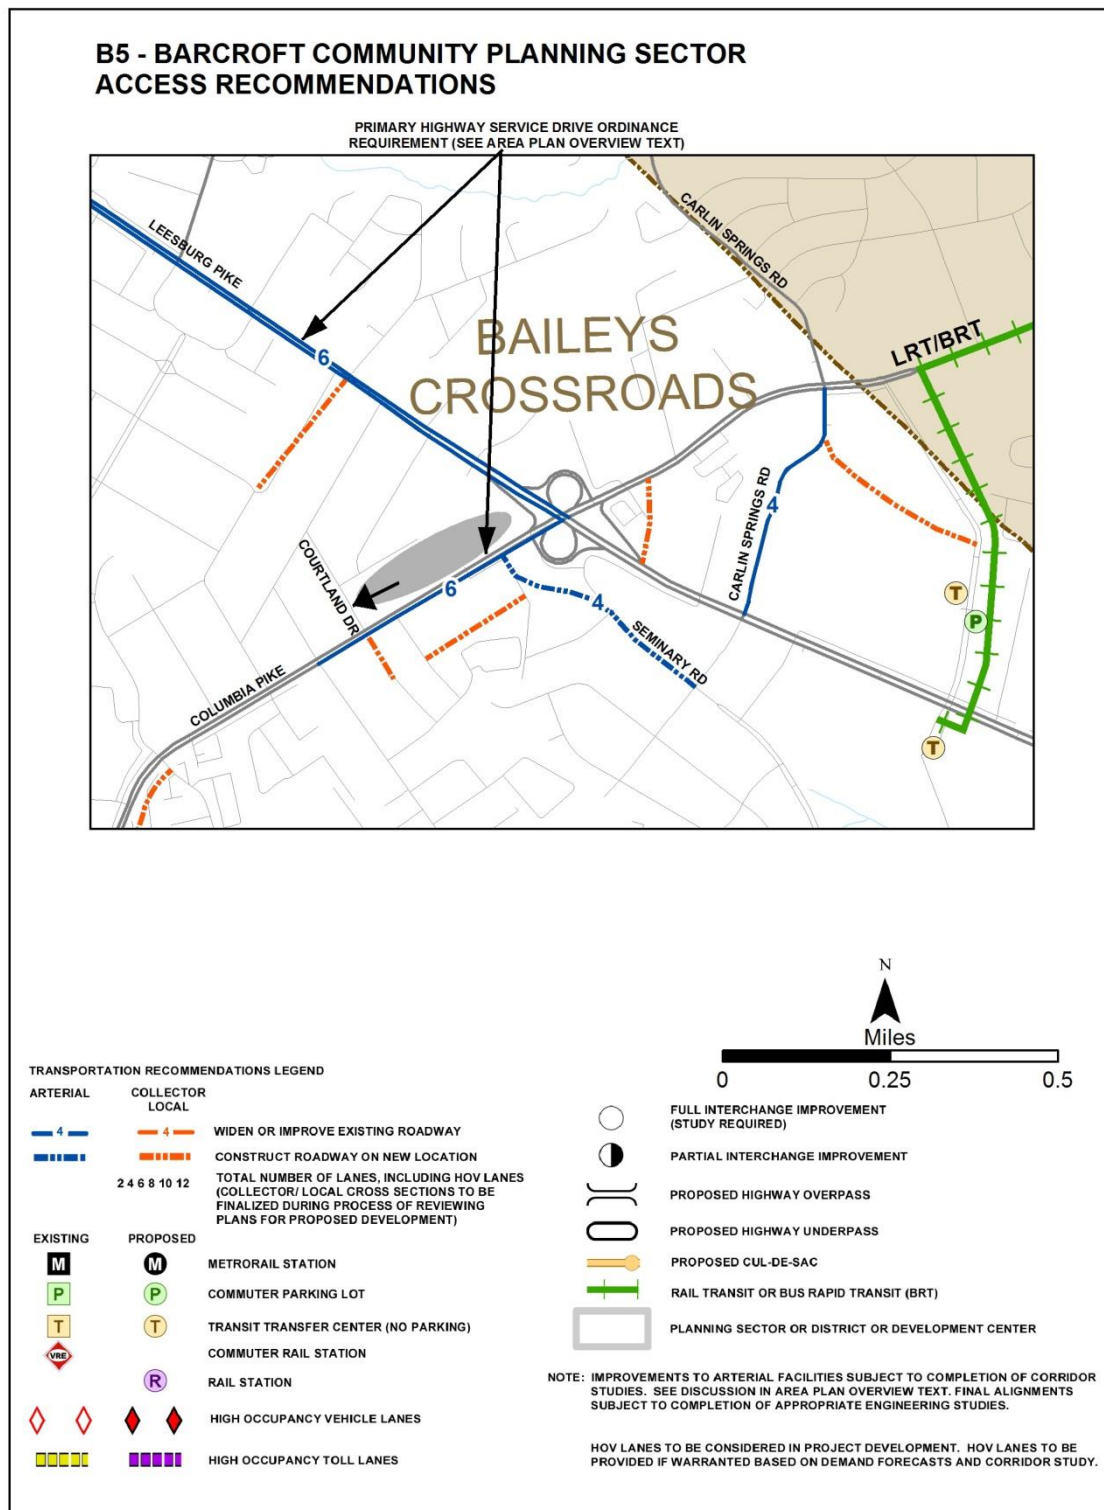 B5 - BARCROFT COMMUNITY PLANNING SECTOR
ACCESS RECOMMENDATIONS
PRIMARY HIGHWAY SERVICE DRIVE ORDINANCE
REQUIREMENT (SEE AREA PLAN OVERVIEW TEXT)
LEESBURG PIKE
CARLIN SPRINGS RD
LRT/BRT
6
BAILEYS
CROSSROADS
CARLIN SPRINGS RD
4
COURTLAND DR
6
4
SEMINARY RD
COLUMBIA PIKE
T
P
T
N
Miles
0 0.25 0.5
TRANSPORTATION RECOMMENDATIONS LEGEND
ARTERIAL COLLECTOR
LOCAL
4 4 WIDEN OR IMPROVE EXISTING ROADWAY
CONSTRUCT ROADWAY ON NEW LOCATION
2 4 6 8 10 12 TOTAL NUMBER OF LANES, INCLUDING HOV LANES
(COLLECTOR/ LOCAL CROSS SECTIONS TO BE
FINALIZED DURING PROCESS OF REVIEWING
PLANS FOR PROPOSED DEVELOPMENT)
EXISTING PROPOSED
M M METRORAIL STATION
P P COMMUTER PARKING LOT
T T TRANSIT TRANSFER CENTER (NO PARKING)
VRE COMMUTER RAIL STATION
R RAIL STATION
HIGH OCCUPANCY VEHICLE LANES
HIGH OCCUPANCY TOLL LANES
FULL INTERCHANGE IMPROVEMENT
(STUDY REQUIRED)
PARTIAL INTERCHANGE IMPROVEMENT
PROPOSED HIGHWAY OVERPASS
PROPOSED HIGHWAY UNDERPASS
PROPOSED CUL-DE-SAC
RAIL TRANSIT OR BUS RAPID TRANSIT (BRT)
PLANNING SECTOR OR DISTRICT OR DEVELOPMENT CENTER
NOTE: IMPROVEMENTS TO ARTERIAL FACILITIES SUBJECT TO COMPLETION OF CORRIDOR
STUDIES. SEE DISCUSSION IN AREA PLAN OVERVIEW TEXT. FINAL ALIGNMENTS
SUBJECT TO COMPLETION OF APPROPRIATE ENGINEERING STUDIES.
HOV LANES TO BE CONSIDERED IN PROJECT DEVELOPMENT. HOV LANES TO BE
PROVIDED IF WARRANTED BASED ON DEMAND FORECASTS AND CORRIDOR STUDY.